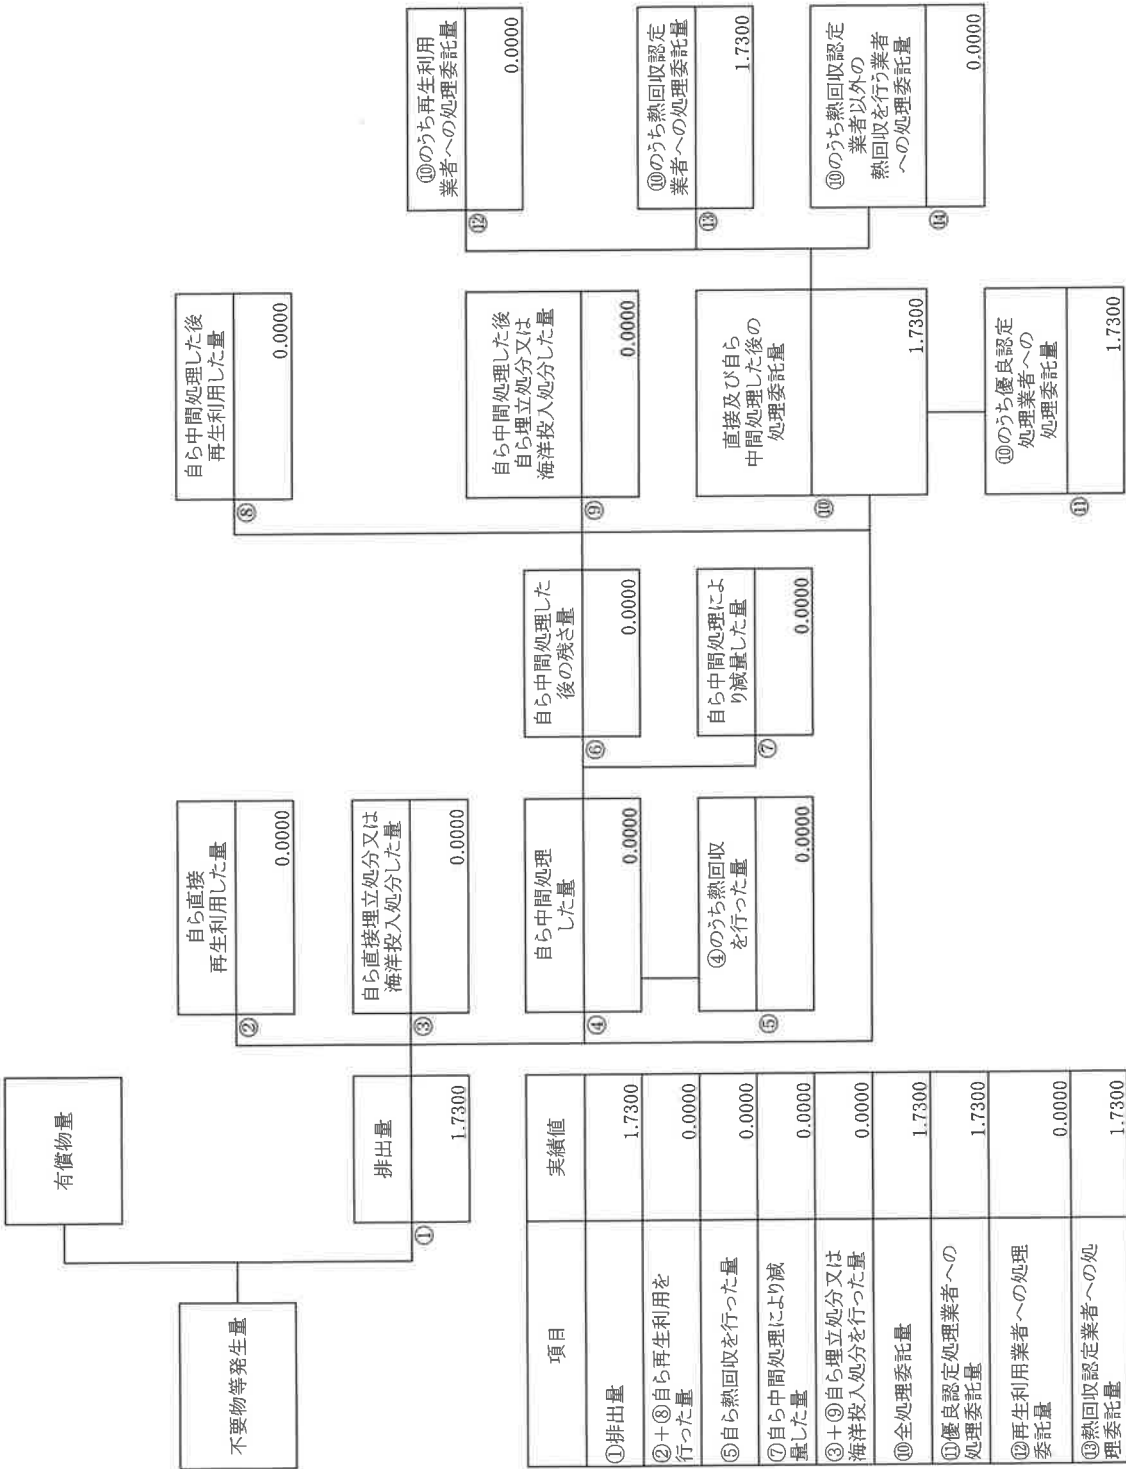 不要物等発生量
有償物量
①
排出量
1.7300
②
自ら直接
再生利用した量
0.0000
③
自ら直接埋立処分又は
海洋投入処分した量
0.0000
④
自ら中間処理
した量
0.0000
⑤
④のうち熱回収
を行った量
0.0000
⑥
自ら中間処理した
後の残さ量
0.0000
⑦
自ら中間処理によ
り減量した量
0.0000
⑧
自ら中間処理した後
再生利用した量
0.0000
⑨
自ら中間処理した後
自ら埋立処分又は
海洋投入処分した量
0.0000
⑩
直接及び自ら
中間処理した後の
処理委託量
1.7300
⑪
⑩のうち優良認定
処理業者への
処理委託量
1.7300
⑫
⑩のうち再生利用
業者への処理委託量
0.0000
⑬
⑩のうち熱回収認定
業者への処理委託量
1.7300
⑭
⑩のうち熱回収認定
業者以外の
熱回収を行う業者
への処理委託量
0.0000
項目 実績値
①排出量 1.7300
②+⑧自ら再生利用を
行った量 0.0000
⑤自ら熱回収を行った量 0.0000
⑦自ら中間処理により減
量した量 0.0000
③+⑨自ら埋立処分又は
海洋投入処分を行った量 0.0000
⑩全処理委託量 1.7300
⑪優良認定処理業者への
処理委託量 1.7300
⑫再生利用業者への処理
委託量 0.0000
⑬熱回収認定業者への処
理委託量 1.7300